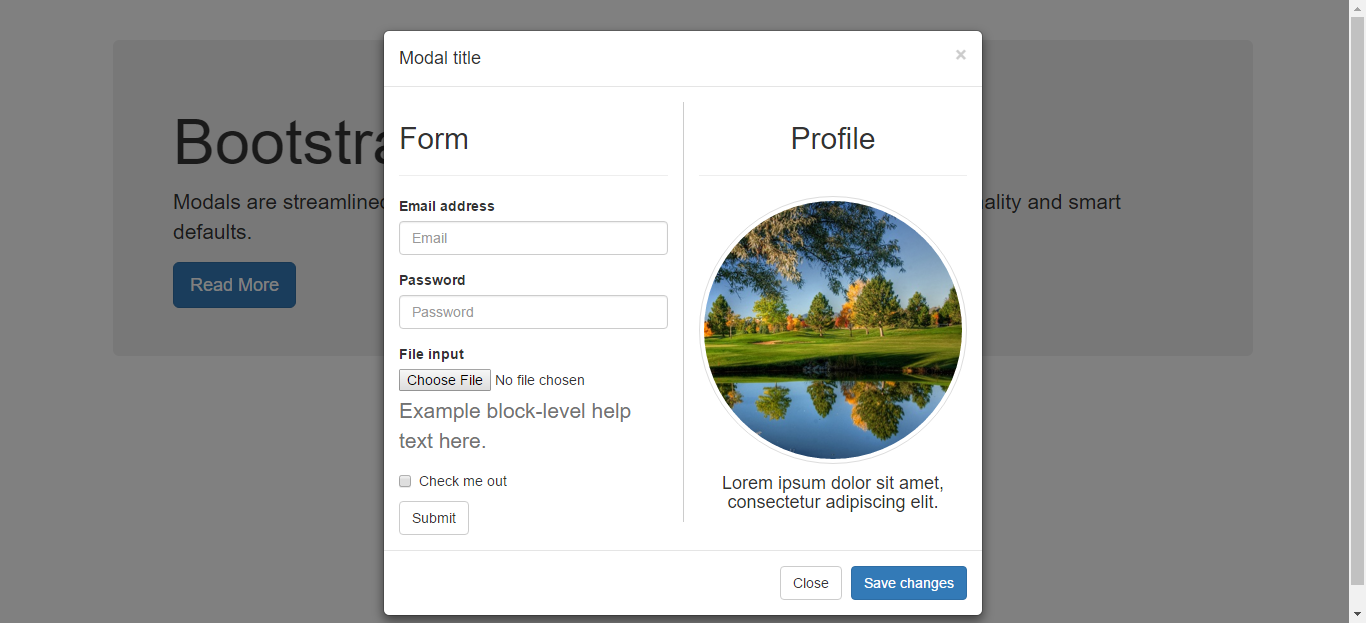 Modal title
×
Form
Email address
Email
Password
Password
File input
Choose File No file chosen
Example block-level help
text here.
Check me out
Submit
Profile
Lorem ipsum dolor sit amet,
consectetur adipiscing elit.
Close Save changes
Modals are streamlined
and smart
defaults.
Read More